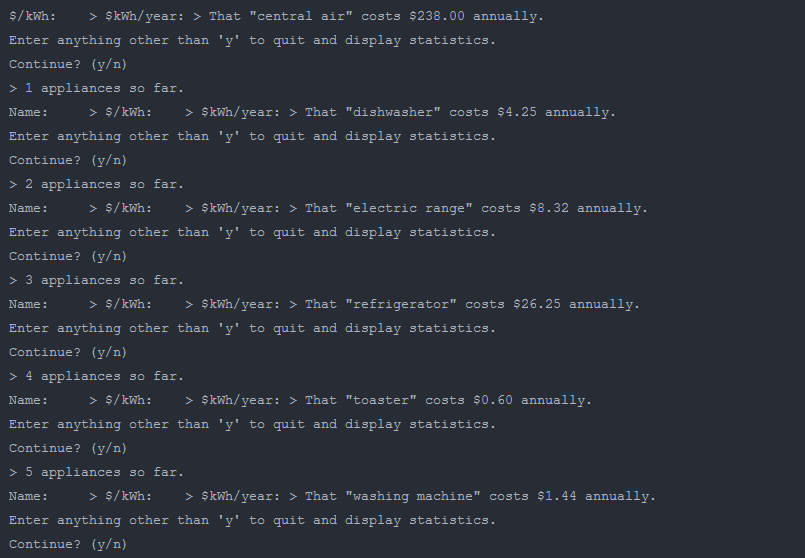 $/kWh:    > $kWh/year: > That "central air" costs $238.00 annually.
Enter anything other than 'y' to quit and display statistics.
Continue? (y/n)
> 1 appliances so far.
Name:     > $/kWh:    > $kWh/year: > That "dishwasher" costs $4.25 annually.
Enter anything other than 'y' to quit and display statistics.
Continue? (y/n)
> 2 appliances so far.
Name:     > $/kWh:    > $kWh/year: > That "electric range" costs $8.32 annually.
Enter anything other than 'y' to quit and display statistics.
Continue? (y/n)
> 3 appliances so far.
Name:     > $/kWh:    > $kWh/year: > That "refrigerator" costs $26.25 annually.
Enter anything other than 'y' to quit and display statistics.
Continue? (y/n)
> 4 appliances so far.
Name:     > $/kWh:    > $kWh/year: > That "toaster" costs $0.60 annually.
Enter anything other than 'y' to quit and display statistics.
Continue? (y/n)
> 5 appliances so far.
Name:     > $/kWh:    > $kWh/year: > That "washing machine" costs $1.44 annually.
Enter anything other than 'y' to quit and display statistics.
Continue? (y/n)